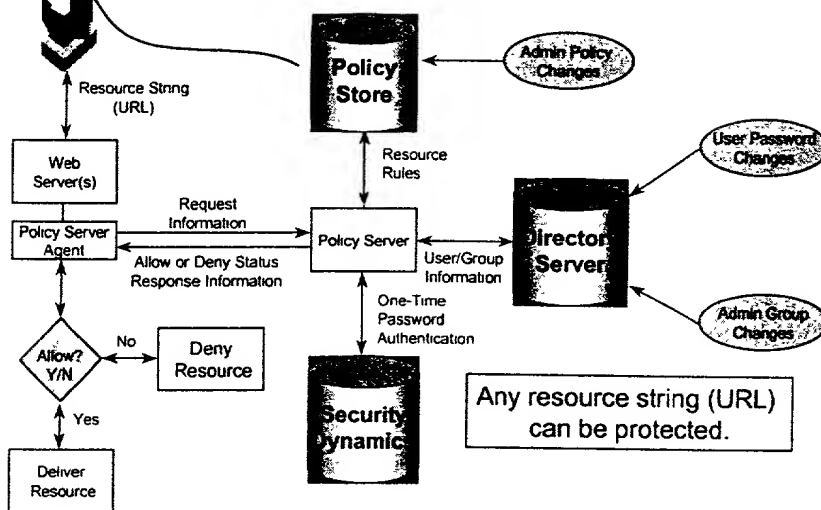 Resource String
(URL)
Web
Server(s)
Policy Server
Agent
Allow?
Y/N
No
Deny
Resource
Yes
Deliver
Resource
Request
Information
Allow or Deny Status
Response Information
Policy
Store
Admin Policy
Changes
Resource
Rules
Policy Server
User/Group
Information
Director
Server
User Password
Changes
Admin Group
Changes
One-Time
Password
Authentication
Security
Dynamic
Any resource string (URL)
can be protected.